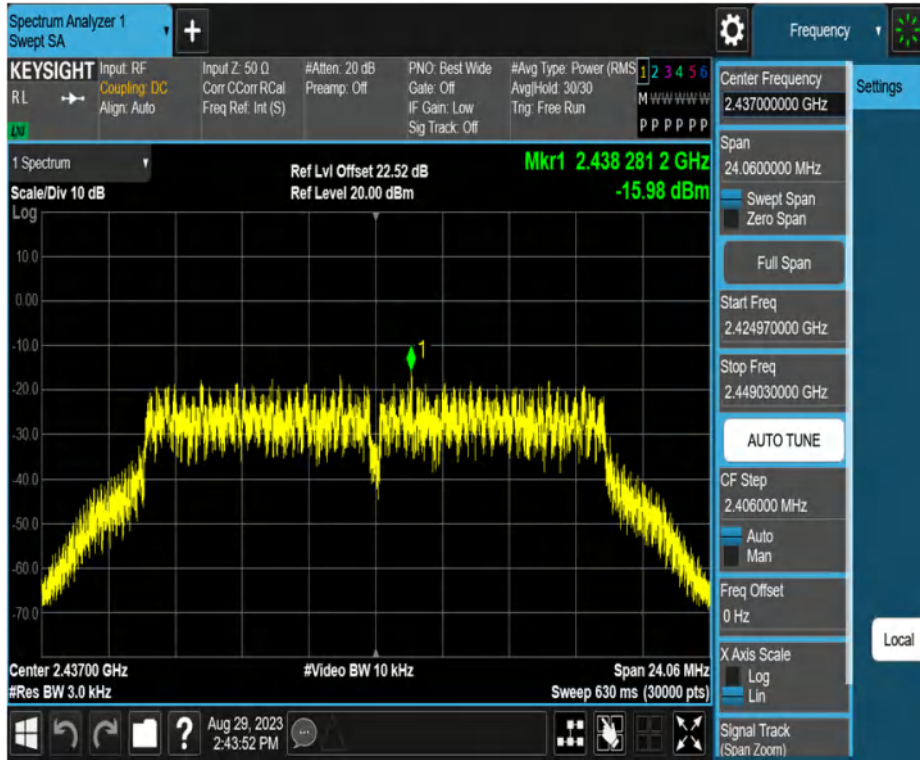 Spectrum Analyzer 1
Swept SA
+
Frequency
KEYSIGHT
RL
LXI
Input: RF
Coupling: DC
Align: Auto
Input Z: 50 Ω
Corr CCorr RCal
Freq Ref: Int (S)
#Atten: 20 dB
Preamp: Off
PNO: Best Wide
Gate: Off
IF Gain: Low
Sig Track: Off
#Avg Type: Power (RMS
Avg|Hold: 30/30
Trig: Free Run
1 2 3 4 5 6
M W W W W W
P P P P P P
1 Spectrum
Scale/Div 10 dB
Log
Ref Lvl Offset 22.52 dB
Ref Level 20.00 dBm
Mkr1 2.438 281 2 GHz
-15.98 dBm
10.0
0.00
-10.0
-20.0
-30.0
-40.0
-50.0
-60.0
-70.0
1
Center 2.43700 GHz
#Res BW 3.0 kHz
#Video BW 10 kHz
Span 24.06 MHz
Sweep 630 ms (30000 pts)
?
Aug 29, 2023
2:43:52 PM
Center Frequency
2.437000000 GHz
Span
24.0600000 MHz
Swept Span
Zero Span
Full Span
Start Freq
2.424970000 GHz
Stop Freq
2.449030000 GHz
AUTO TUNE
CF Step
2.406000 MHz
Auto
Man
Freq Offset
0 Hz
X Axis Scale
Log
Lin
Signal Track
(Span Zoom)
Settings
Local